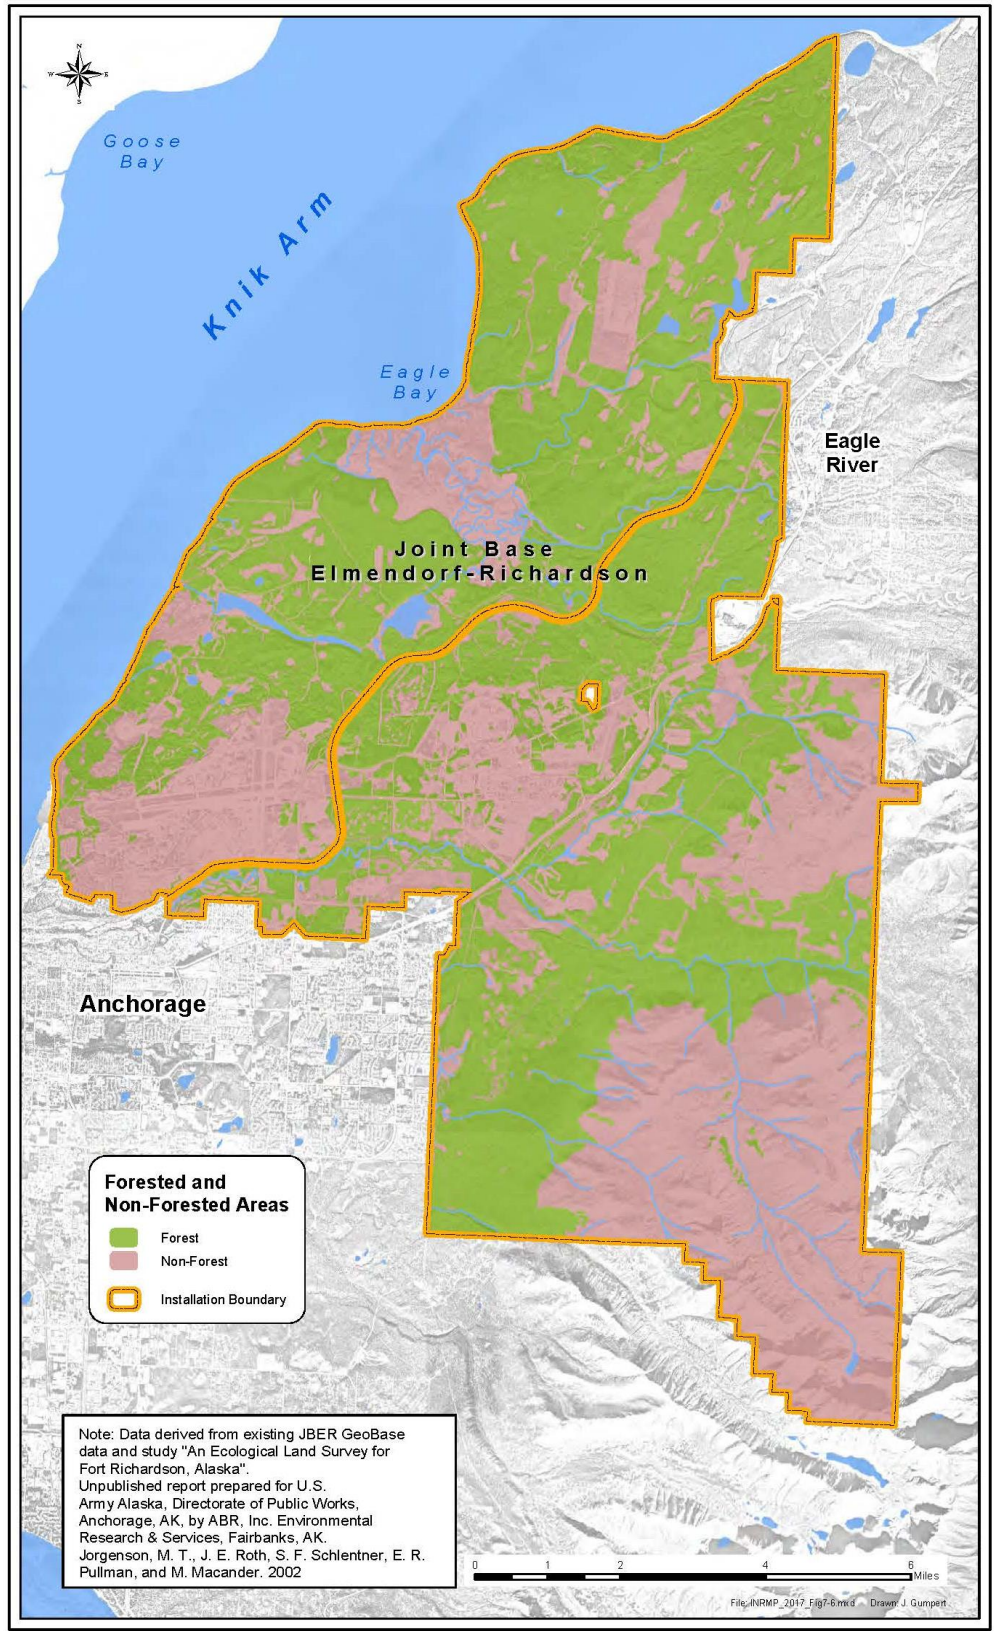 N
W E
S
Goose
Bay
Knik Arm
Eagle
Bay
Eagle
River
Joint Base
Elmendorf-Richardson
Anchorage
Forested and
Non-Forested Areas
Forest
Non-Forest
Installation Boundary
Note: Data derived from existing JBER GeoBase
data and study "An Ecological Land Survey for
Fort Richardson, Alaska".
Unpublished report prepared for U.S.
Army Alaska, Directorate of Public Works,
Anchorage, AK, by ABR, Inc. Environmental
Research & Services, Fairbanks, AK.
Jorgenson, M. T., J. E. Roth, S. F. Schlentner, E. R.
Pullman, and M. Macander. 2002
0 1 2 4 6
Miles
File: INRMP_2017_Fig7-6.mxd Drawn: J. Gumpert